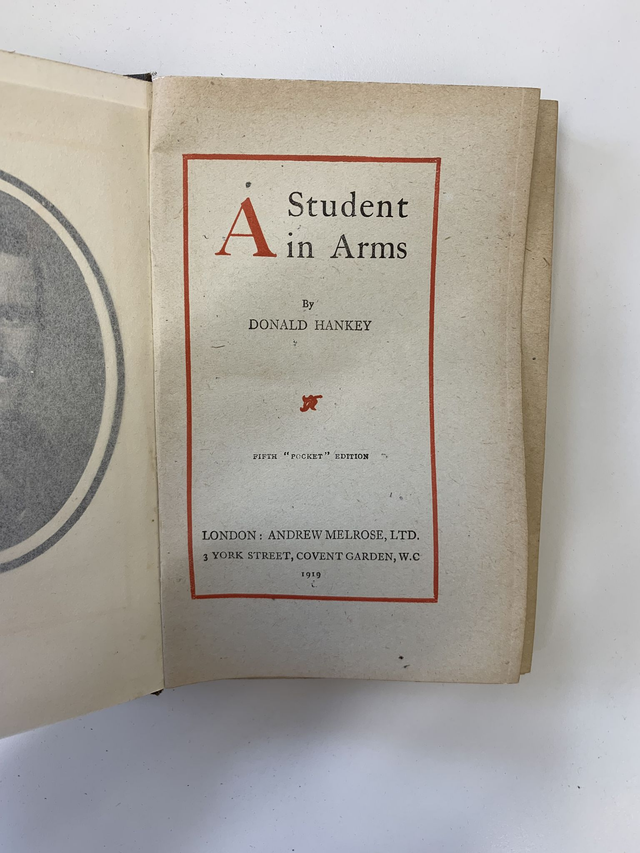 A Student
in Arms
By
DONALD HANKEY
FIFTH "POCKET" EDITION
LONDON: ANDREW MELROSE, LTD.
3 YORK STREET, COVENT GARDEN, W.C
1919